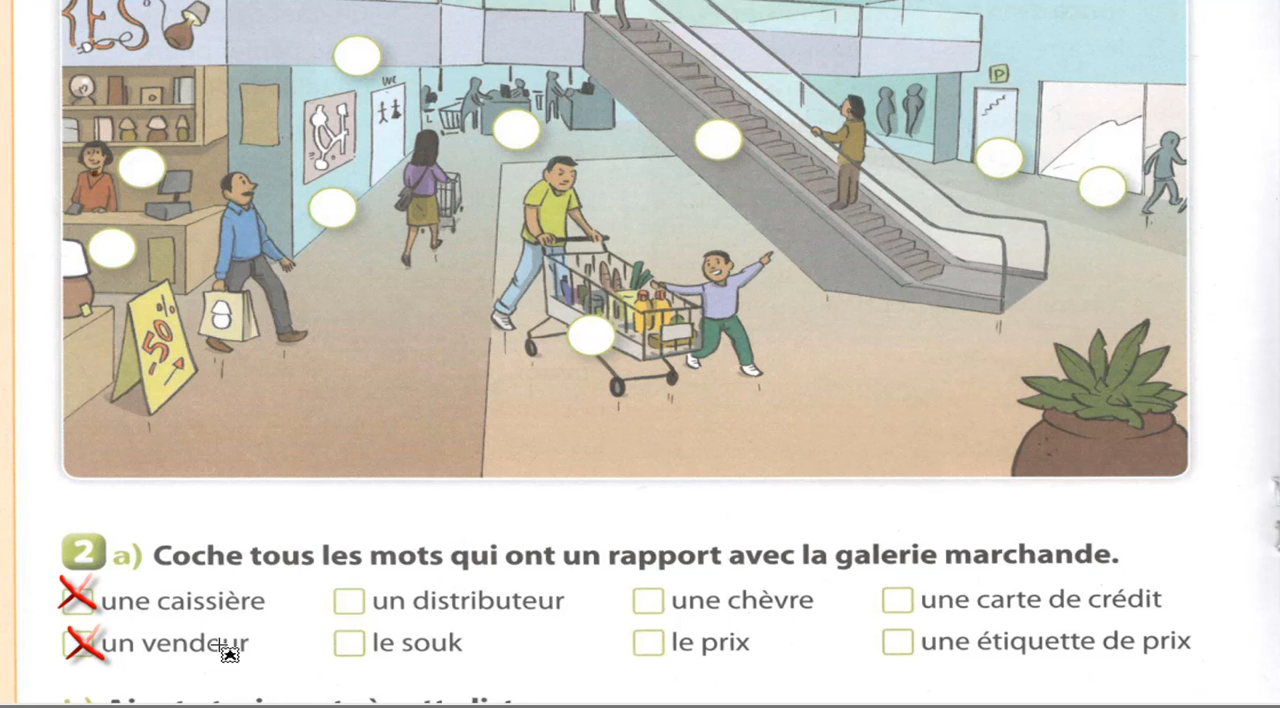 RES
WC
P
-50%
2 a) Coche tous les mots qui ont un rapport avec la galerie marchande.
une caissière un distributeur une chèvre une carte de crédit
un vendeur le souk le prix une étiquette de prix